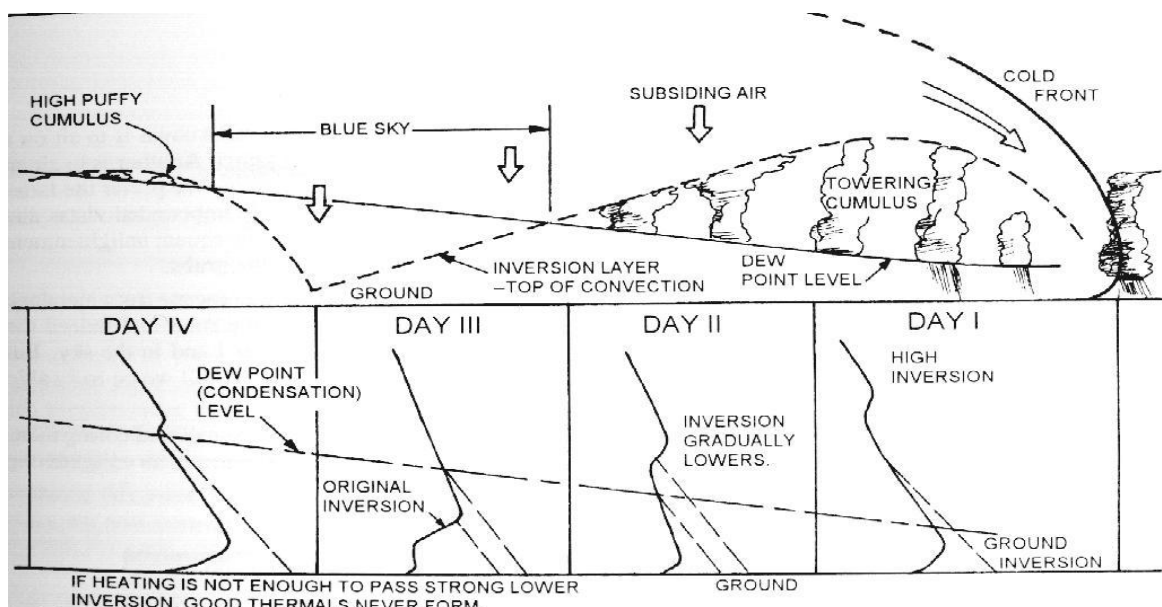 COLD
FRONT
SUBSIDING AIR
HIGH PUFFY
CUMULUS
BLUE SKY
TOWERING
CUMULUS
INVERSION LAYER
–TOP OF CONVECTION
DEW
POINT LEVEL
GROUND
DAY IV
DAY III
DAY II
DAY I
DEW POINT
(CONDENSATION)
LEVEL
HIGH
INVERSION
INVERSION
GRADUALLY
LOWERS.
ORIGINAL
INVERSION
GROUND
INVERSION
IF HEATING IS NOT ENOUGH TO PASS STRONG LOWER
INVERSION, GOOD THERMALS NEVER FORM
GROUND